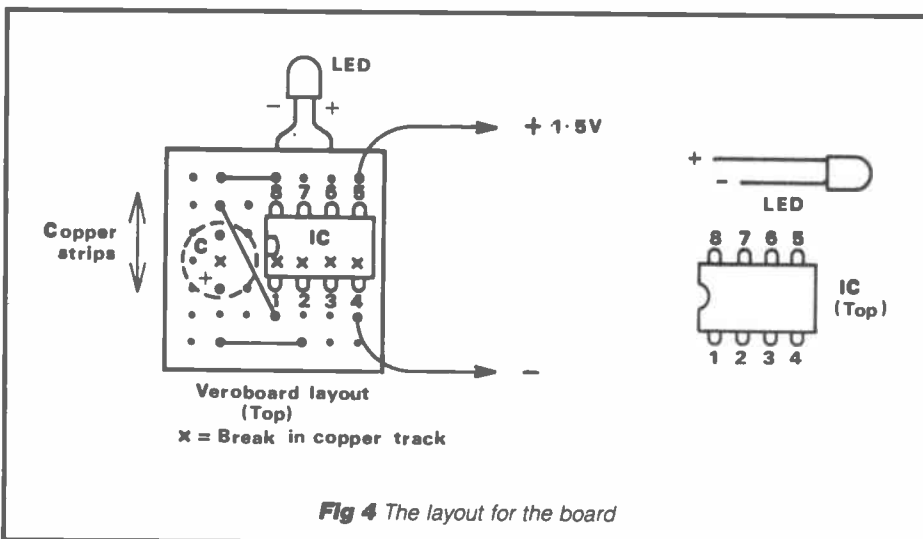 LED
- +
+ 1·5V
8 7 6 5
Copper
strips
C
IC
+
1 2 3 4
-
Veroboard layout
(Top)
x = Break in copper track
+
-
LED
8 7 6 5
IC
(Top)
1 2 3 4
Fig 4 The layout for the board